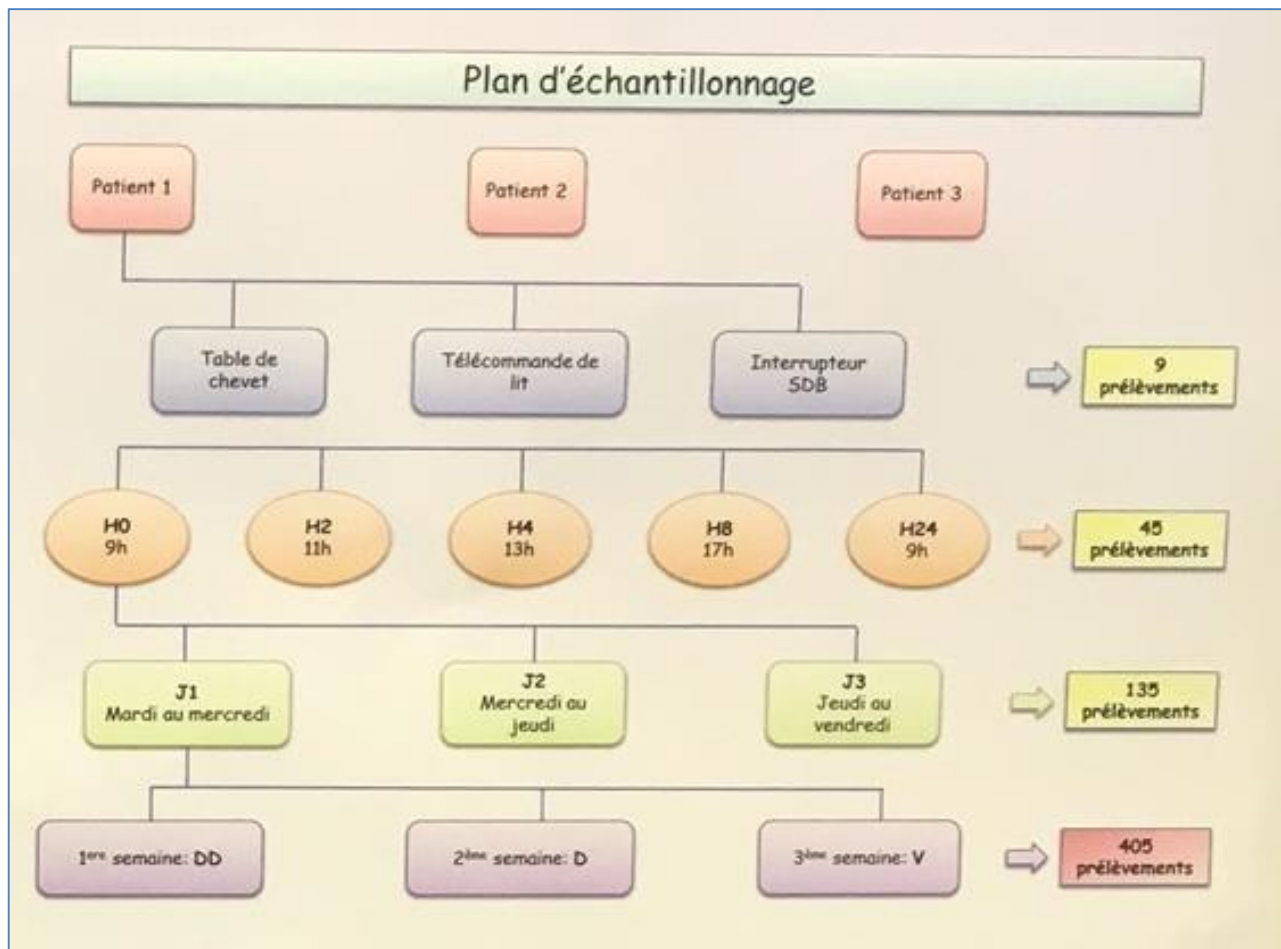 Plan d'échantillonnage
Patient 1
Patient 2
Patient 3
Table de
chevet
Télécommande de
lit
Interrupteur
SDB
9
prélèvements
H0
9h
H2
11h
H4
13h
H8
17h
H24
9h
45
prélèvements
J1
Mardi au mercredi
J2
Mercredi au
jeudi
J3
Jeudi au
vendredi
135
prélèvements
1ere semaine: DD
2ème semaine: D
3ème semaine: V
405
prélèvements